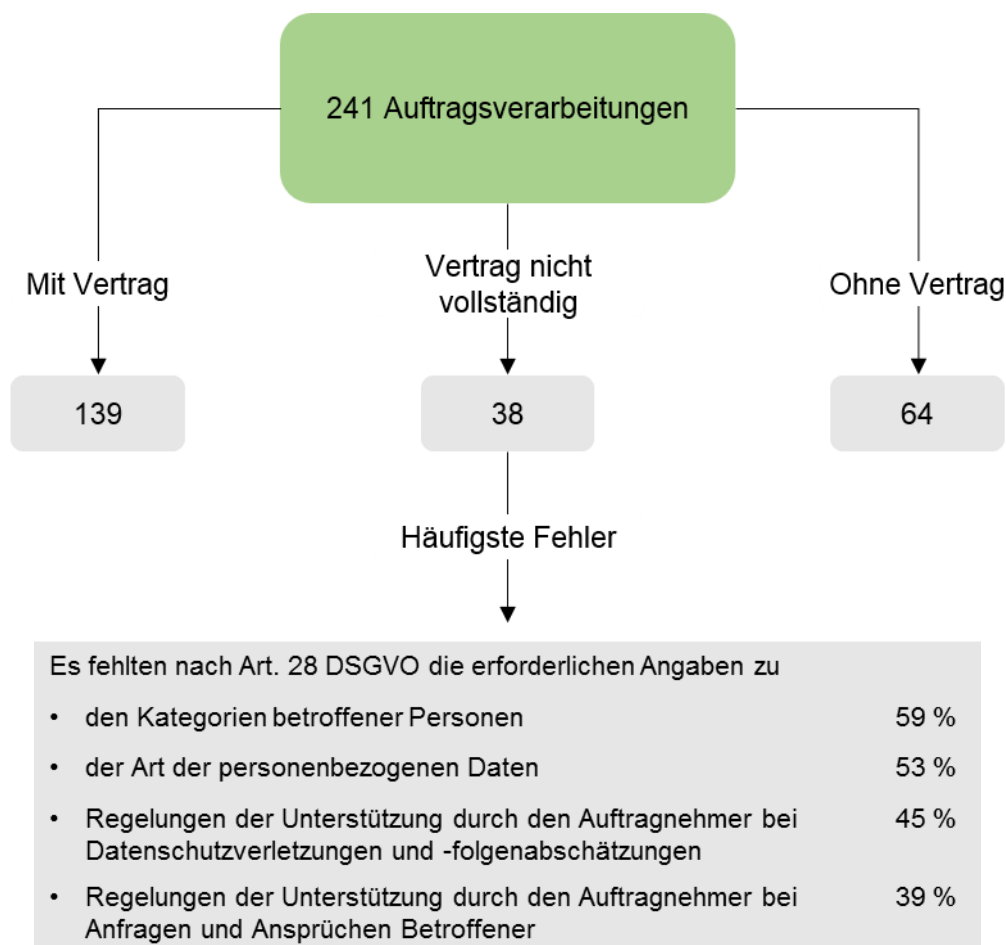 241 Auftragsverarbeitungen
Mit Vertrag
Vertrag nicht
vollständig
Ohne Vertrag
139
38
64
Häufigste Fehler
Es fehlten nach Art. 28 DSGVO die erforderlichen Angaben zu
• den Kategorien betroffener Personen 59 %
• der Art der personenbezogenen Daten 53 %
• Regelungen der Unterstützung durch den Auftragnehmer bei 45 %
Datenschutzverletzungen und -folgenabschätzungen
• Regelungen der Unterstützung durch den Auftragnehmer bei 39 %
Anfragen und Ansprüchen Betroffener